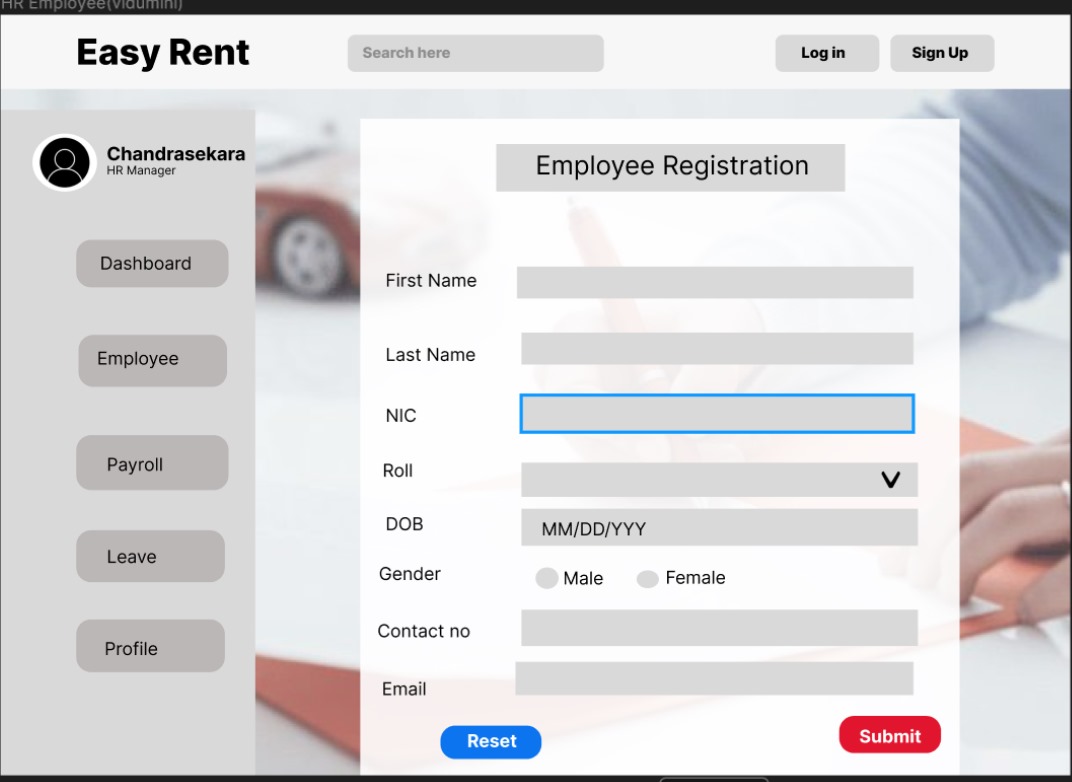 HR Employee(Vidumini)
Easy Rent
Search here
Log in
Sign Up
Chandrasekara
HR Manager
Dashboard
Employee
Payroll
Leave
Profile
Employee Registration
First Name
Last Name
NIC
Roll
DOB
MM/DD/YYY
Gender
Male
Female
Contact no
Email
Reset
Submit